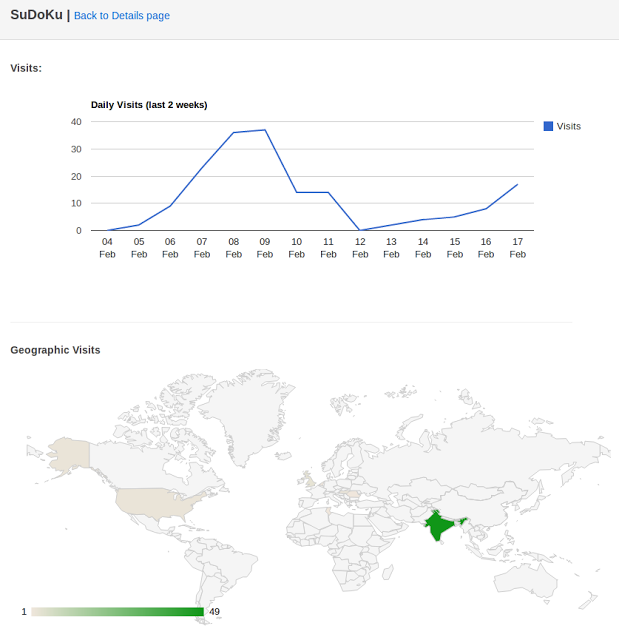 SuDoKu | Back to Details page
Visits:
Daily Visits (last 2 weeks)
40
30
20
10
0
Visits
04 05 06 07 08 09 10 11 12 13 14 15 16 17
Feb Feb Feb Feb Feb Feb Feb Feb Feb Feb Feb Feb Feb Feb
Geographic Visits
1 49